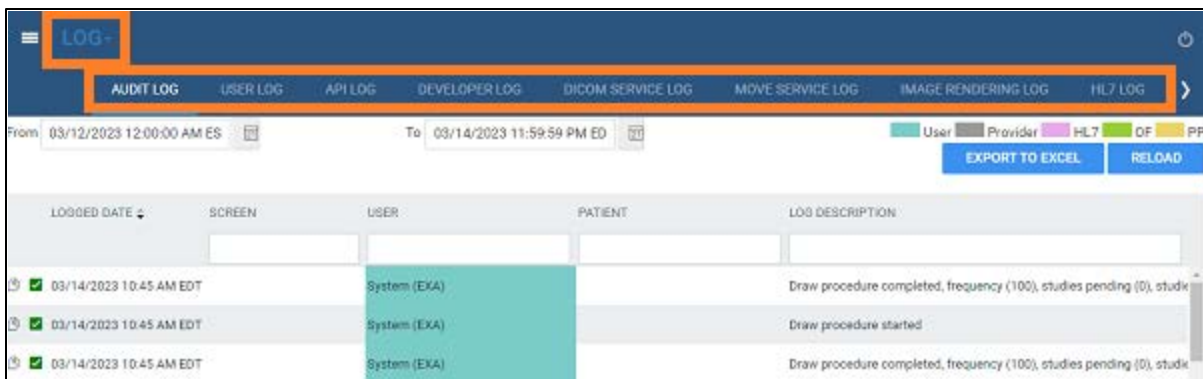 LOG
AUDIT LOG USER LOG API LOG DEVELOPER LOG DICOM SERVICE LOG MOVE SERVICE LOG IMAGE RENDERING LOG HL7 LOG
From 03/12/2023 12:00:00 AM ES To 03/14/2023 11:59:59 PM ED User Provider HL7 OF PF
EXPORT TO EXCEL RELOAD
LOGGED DATE SCREEN USER PATIENT LOG DESCRIPTION
03/14/2023 10:45 AM EDT System (EXA) Draw procedure completed, frequency (100), studies pending (0), studie
03/14/2023 10:45 AM EDT System (EXA) Draw procedure started
03/14/2023 10:45 AM EDT System (EXA) Draw procedure completed, frequency (100), studies pending (0), studie